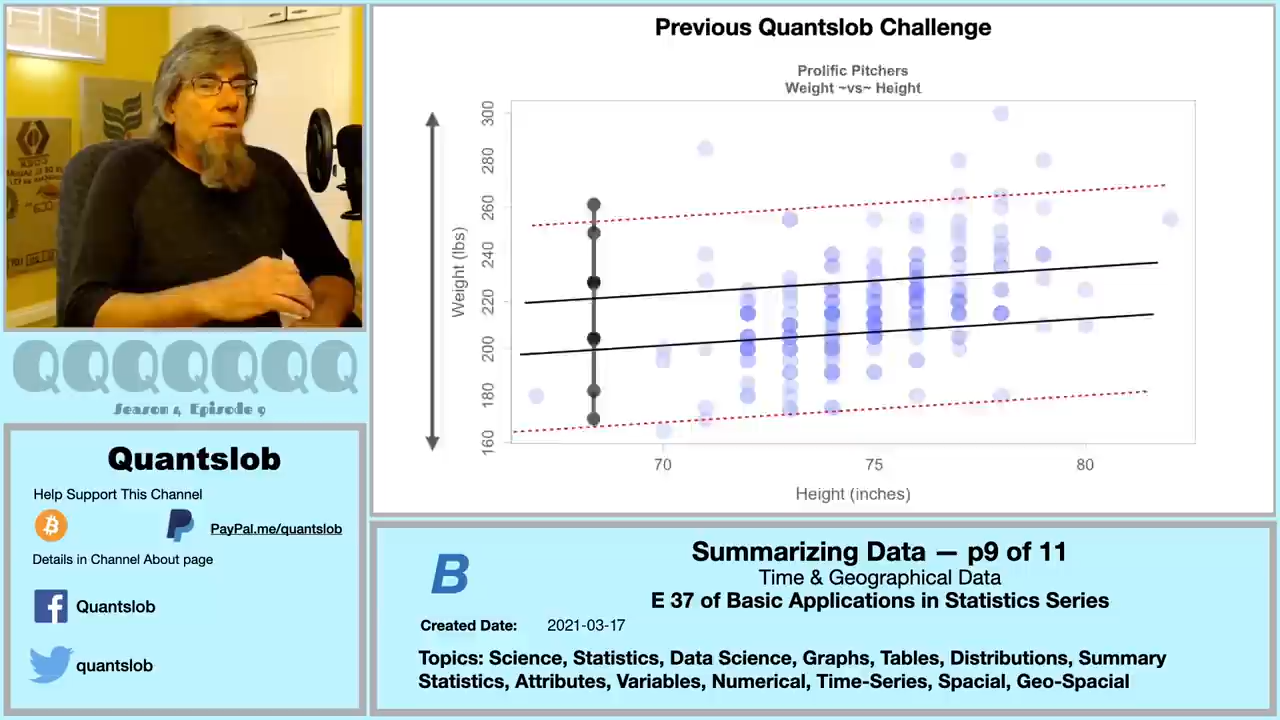 Previous Quantslob Challenge
Prolific Pitchers
Weight ~vs~ Height
Weight (lbs)
300
280
260
240
220
200
180
160
70 75 80
Height (inches)
QQQQQQQ
Season 4 Episode 9
Quantslob
Help Support This Channel
PayPal.me/quantslob
Details in Channel About page
Quantslob
quantslob
B
Summarizing Data — p9 of 11
Time & Geographical Data
E 37 of Basic Applications in Statistics Series
Created Date: 2021-03-17
Topics: Science, Statistics, Data Science, Graphs, Tables, Distributions, Summary
Statistics, Attributes, Variables, Numerical, Time-Series, Spacial, Geo-Spacial